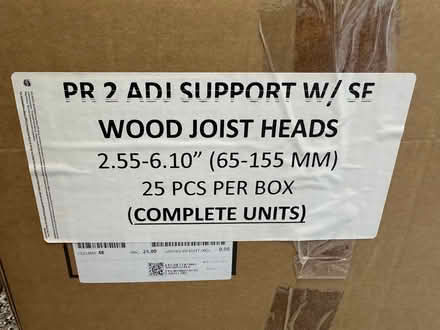 PR 2 ADJ SUPPORT W/ SE
WOOD JOIST HEADS
2.55-6.10" (65-155 MM)
25 PCS PER BOX
(COMPLETE UNITS)